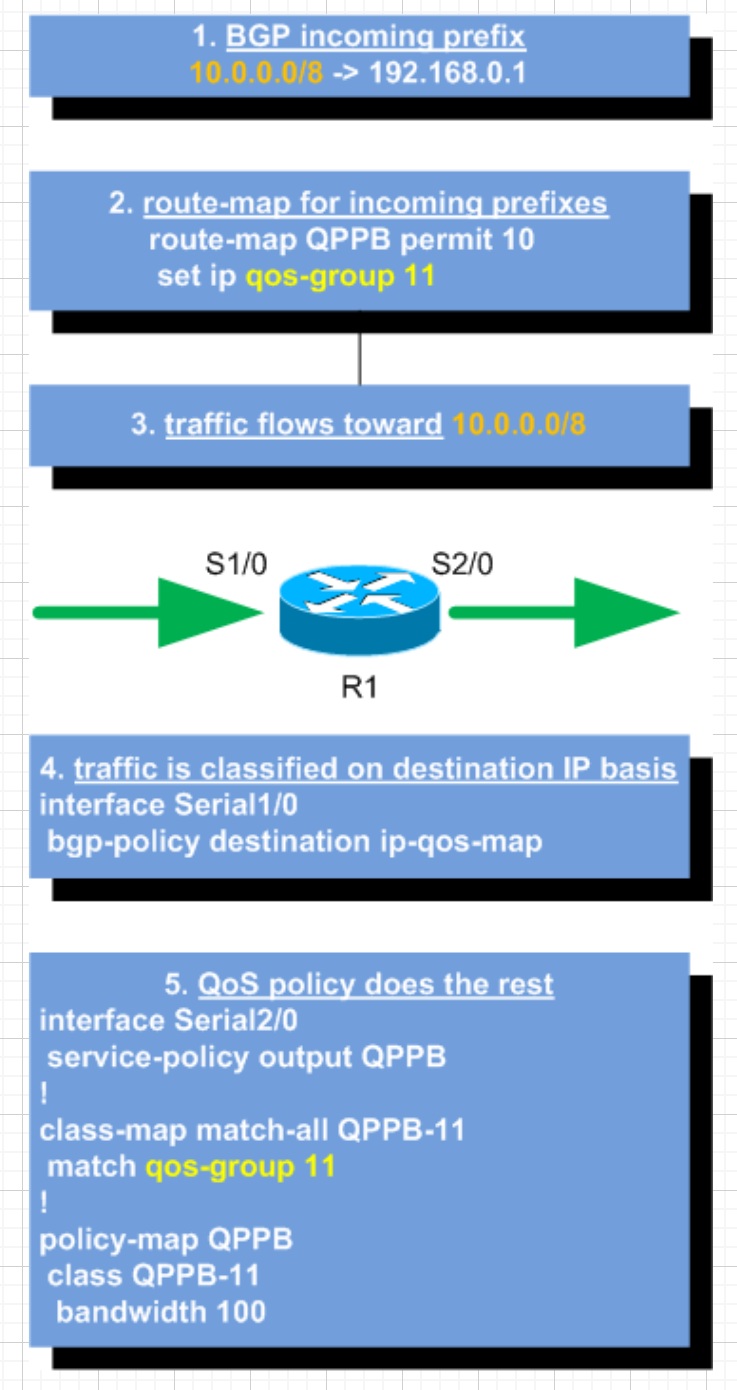 1. BGP incoming prefix
10.0.0.0/8 -> 192.168.0.1
2. route-map for incoming prefixes
route-map QPPB permit 10
set ip qos-group 11
3. traffic flows toward 10.0.0.0/8
S1/0
S2/0
R1
4. traffic is classified on destination IP basis
interface Serial1/0
bgp-policy destination ip-qos-map
5. QoS policy does the rest
interface Serial2/0
service-policy output QPPB
!
class-map match-all QPPB-11
match qos-group 11
!
policy-map QPPB
class QPPB-11
bandwidth 100